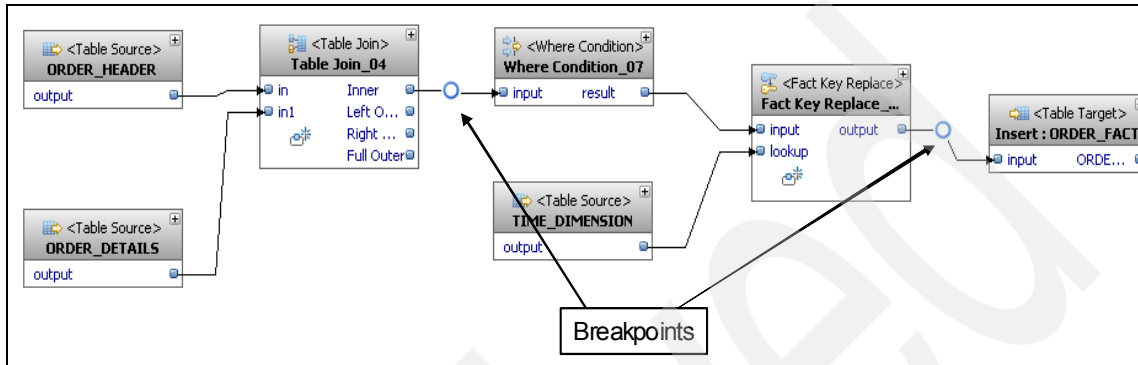 <Table Source>
ORDER_HEADER
output
<Table Join>
Table Join_04
in Inner
in1 Left O...
Right ...
Full Outer
<Where Condition>
Where Condition_07
input result
<Fact Key Replace>
Fact Key Replace_...
input output
lookup
<Table Target>
Insert : ORDER_FACT
input ORDE...
<Table Source>
ORDER_DETAILS
output
<Table Source>
TIME_DIMENSION
output
Breakpoints